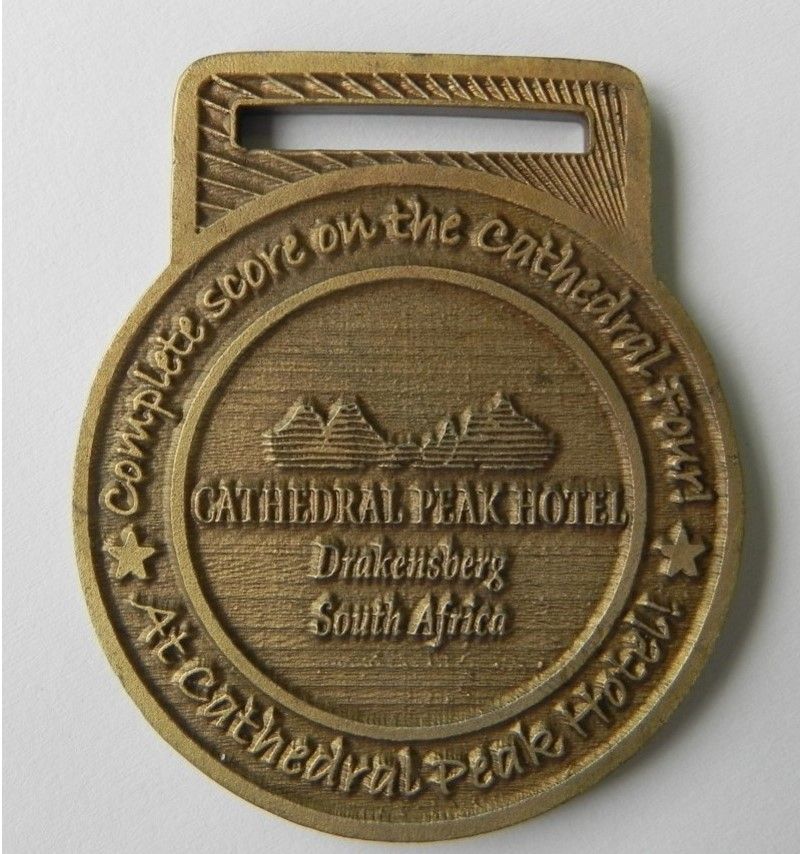 Complete score on the Cathedral Four!
CATHEDRAL PEAK HOTEL
Drakensberg
South Africa
At Cathedral Peak Hotel!